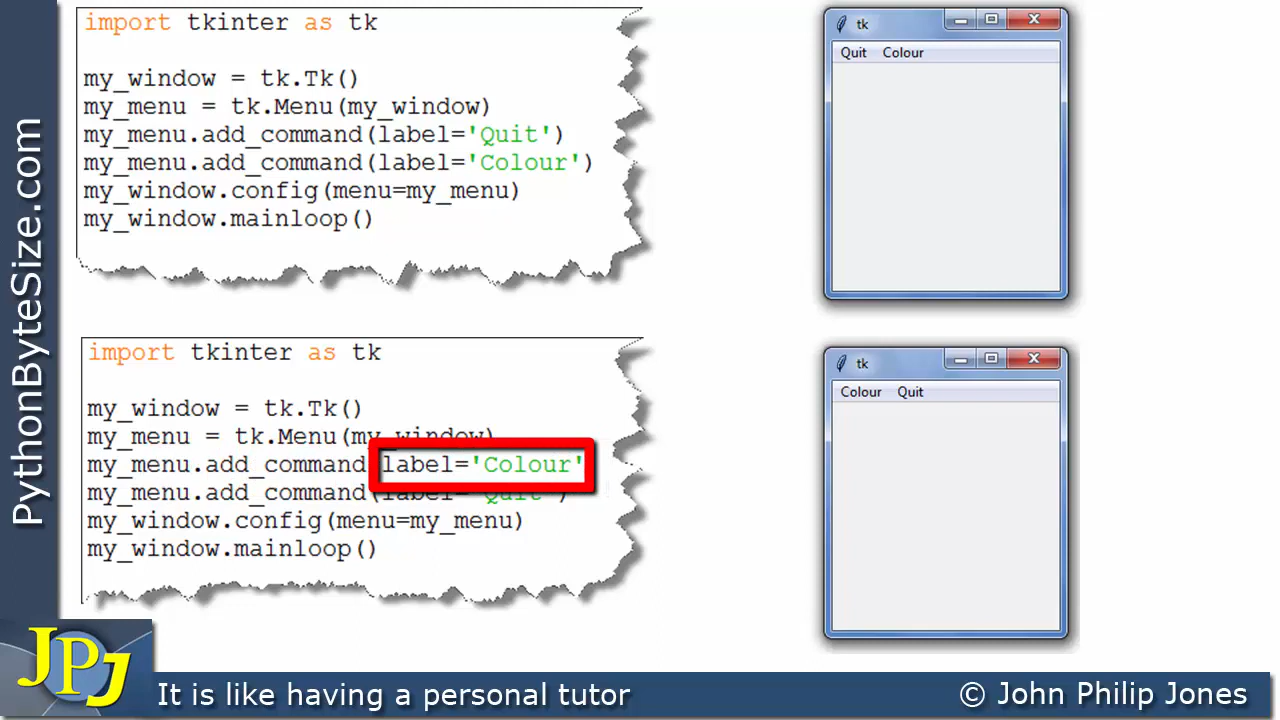 import tkinter as tk
my_window = tk.Tk()
my_menu = tk.Menu(my_window)
my_menu.add_command(label='Quit')
my_menu.add_command(label='Colour')
my_window.config(menu=my_menu)
my_window.mainloop()
tk
Quit Colour
import tkinter as tk
my_window = tk.Tk()
my_menu = tk.Menu(my_window)
my_menu.add_command(label='Colour'
my_menu.add_command(label='Quit')
my_window.config(menu=my_menu)
my_window.mainloop()
tk
Colour Quit
PythonByteSize.com
JPJ
It is like having a personal tutor
© John Philip Jones